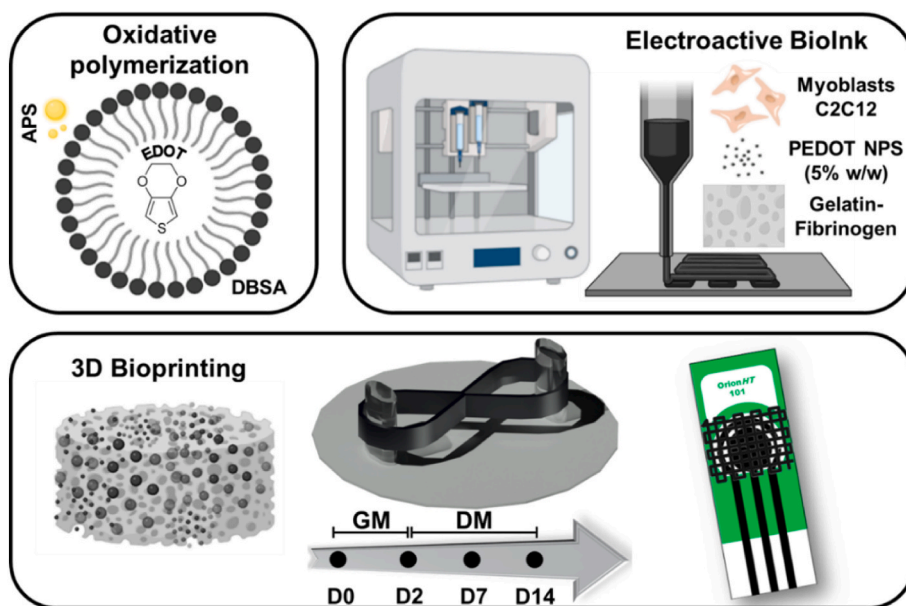 Oxidative
polymerization
APS
EDOT
O
O
S
DBSA
Electroactive BioInk
Myoblasts
C2C12
PEDOT NPS
(5% w/w)
Gelatin-
Fibrinogen
3D Bioprinting
GM
DM
D0
D2
D7
D14
OrionHT
101